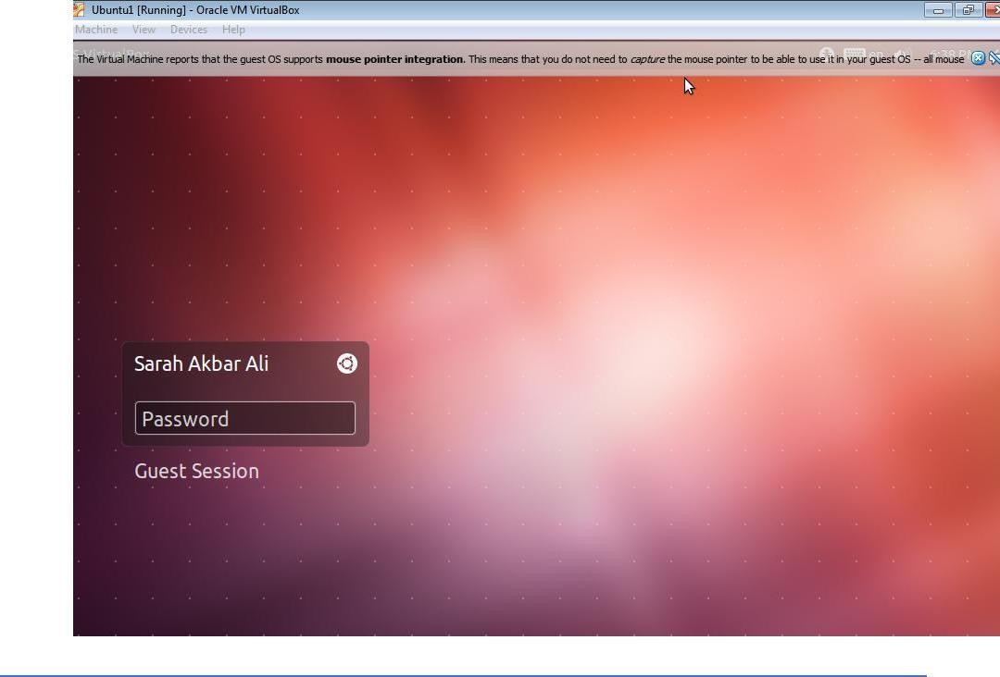 Ubuntu1 [Running] - Oracle VM VirtualBox
Machine View Devices Help
The Virtual Machine reports that the guest OS supports mouse pointer integration. This means that you do not need to capture the mouse pointer to be able to use it in your guest OS -- all mouse
Sarah Akbar Ali
Password
Guest Session